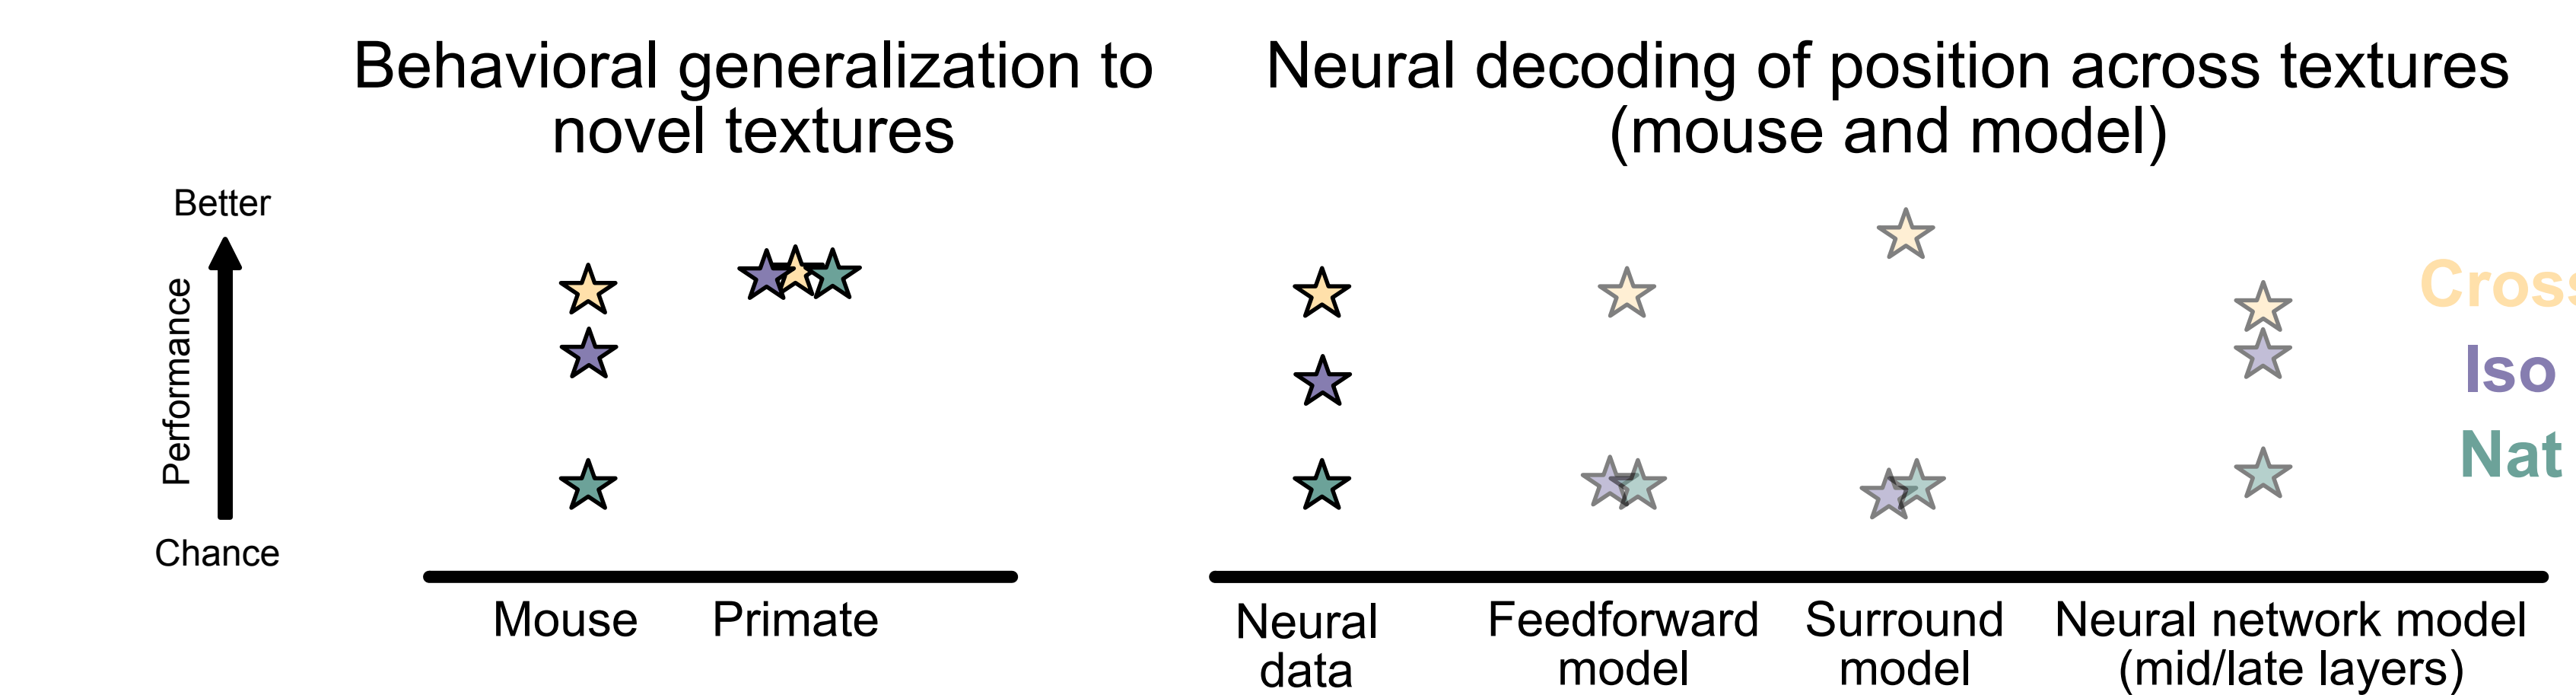 Behavioral generalization to
novel textures
Neural decoding of position across textures
(mouse and model)
Better
Performance
Chance
Cross
Iso
Nat
Mouse
Primate
Neural
data
Feedforward
model
Surround
model
Neural network model
(mid/late layers)